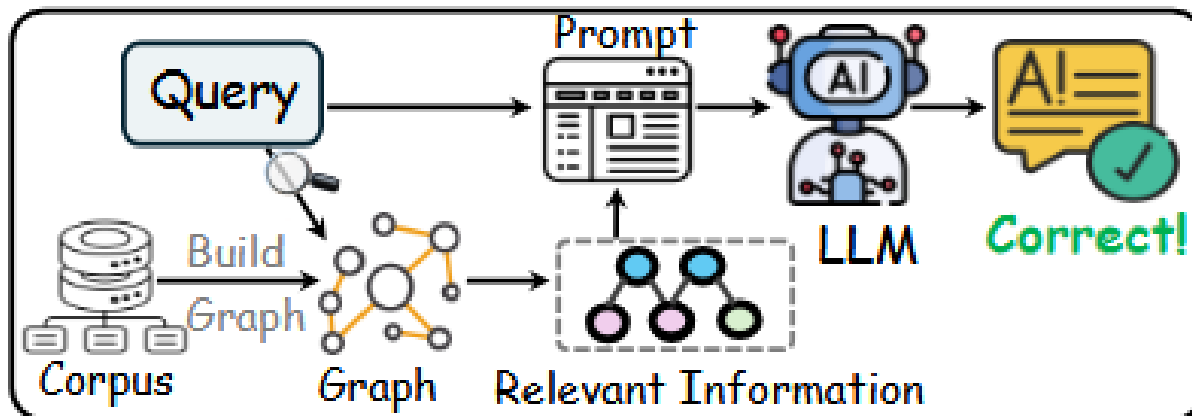 Prompt
Query
AI
A!
Build
Graph
LLM
Correct!
Corpus
Graph
Relevant Information